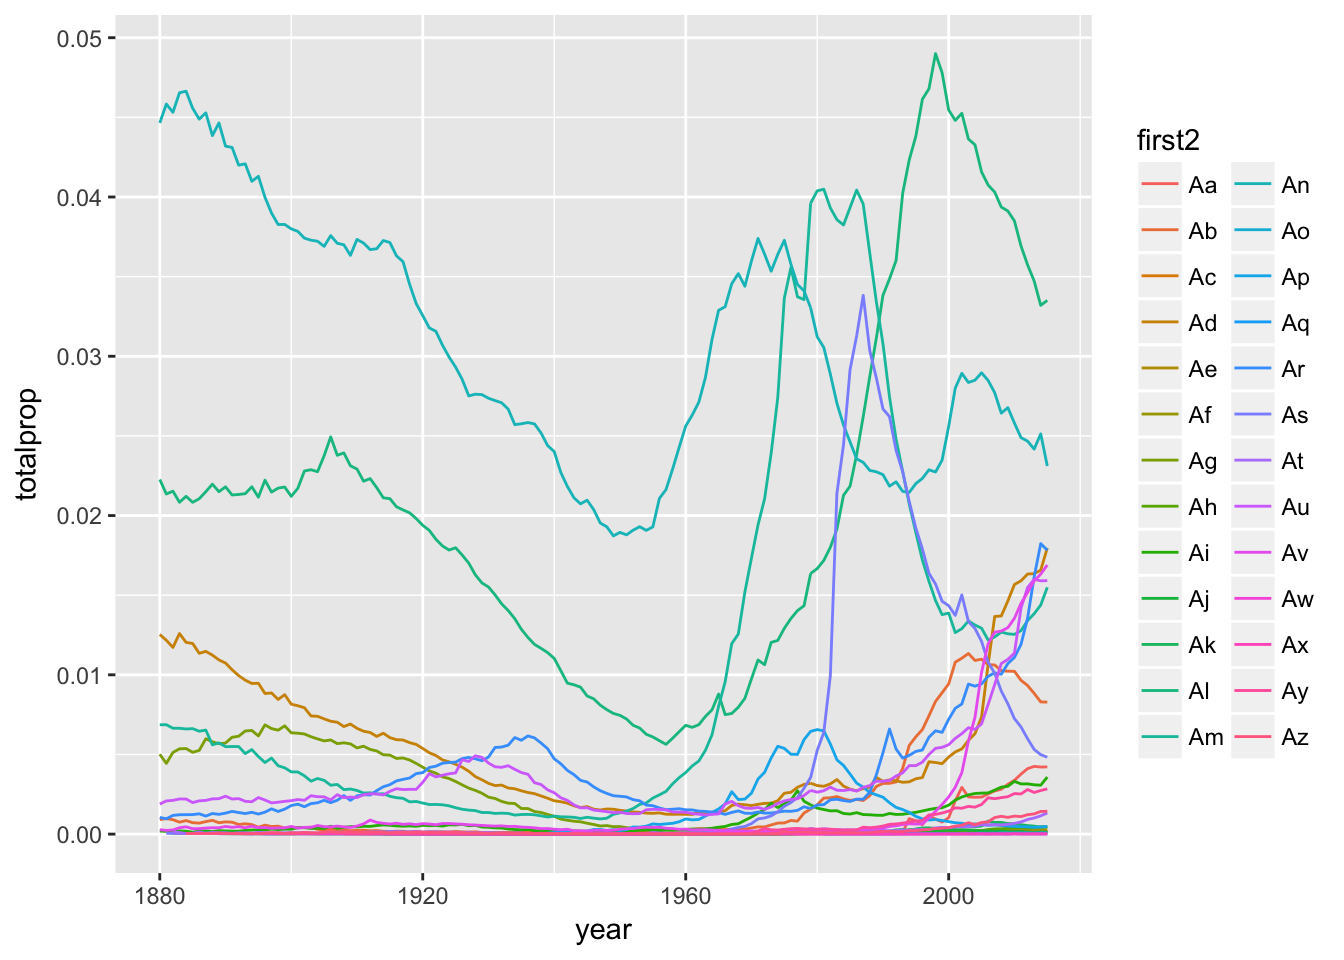 0.05
0.04
0.03
0.02
0.01
0.00
totalprop
1880 1920 1960 2000
year
first2
Aa An
Ab Ao
Ac Ap
Ad Aq
Ae Ar
Af As
Ag At
Ah Au
Ai Av
Aj Aw
Ak Ax
Al Ay
Am Az